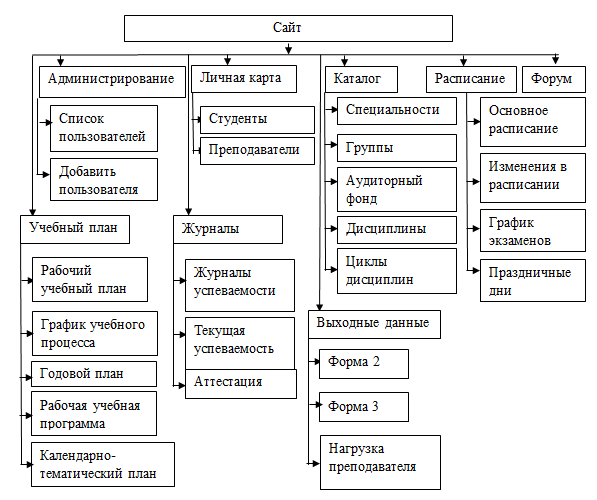 Сайт
Администрирование
Список
пользователей
Добавить
пользователя
Личная карта
Студенты
Преподаватели
Каталог
Специальности
Группы
Аудиторный
фонд
Дисциплины
Циклы
дисциплин
Расписание
Основное
расписание
Изменения в
расписании
График
экзаменов
Праздничные
дни
Форум
Учебный план
Рабочий
учебный план
График учебного
процесса
Годовой план
Рабочая учебная
программа
Календарно-
тематический план
Журналы
Журналы
успеваемости
Текущая
успеваемость
Аттестация
Выходные данные
Форма 2
Форма 3
Нагрузка
преподавателя